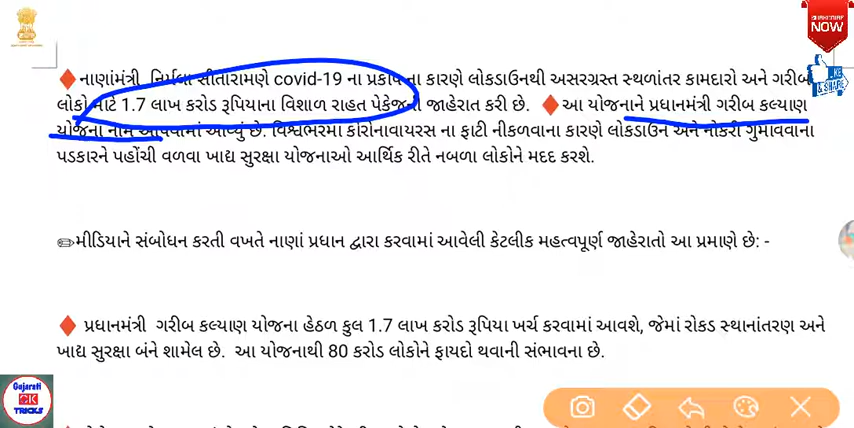 SUBSCRIBE
NOW
LIKE
& SHARE
નાણાંમંત્રી નિર્મલા સીતારામણે covid-19 ના પ્રકોપ ના કારણે લોકડાઉનથી અસરગ્રસ્ત સ્થળાંતર કામદારો અને ગરીબ
લોકો માટે 1.7 લાખ કરોડ રૂપિયાના વિશાળ રાહત પેકેજની જાહેરાત કરી છે. આ યોજનાને પ્રધાનમંત્રી ગરીબ કલ્યાણ
યોજના નામ આપવામાં આવ્યું છે. વિશ્વભરમાં કોરોનાવાયરસ ના ફાટી નીકળવાના કારણે લોકડાઉન અને નોકરી ગુમાવવાના
પડકારને પહોંચી વળવા ખાદ્ય સુરક્ષા યોજનાઓ આર્થિક રીતે નબળા લોકોને મદદ કરશે.
મીડિયાને સંબોધન કરતી વખતે નાણાં પ્રધાન દ્વારા કરવામાં આવેલી કેટલીક મહત્વપૂર્ણ જાહેરાતો આ પ્રમાણે છે: -
પ્રધાનમંત્રી ગરીબ કલ્યાણ યોજના હેઠળ કુલ 1.7 લાખ કરોડ રૂપિયા ખર્ચ કરવામાં આવશે, જેમાં રોકડ સ્થાનાંતરણ અને
ખાદ્ય સુરક્ષા બંને શામેલ છે. આ યોજનાથી 80 કરોડ લોકોને ફાયદો થવાની સંભાવના છે.
Gujarati
GK
TRICKS